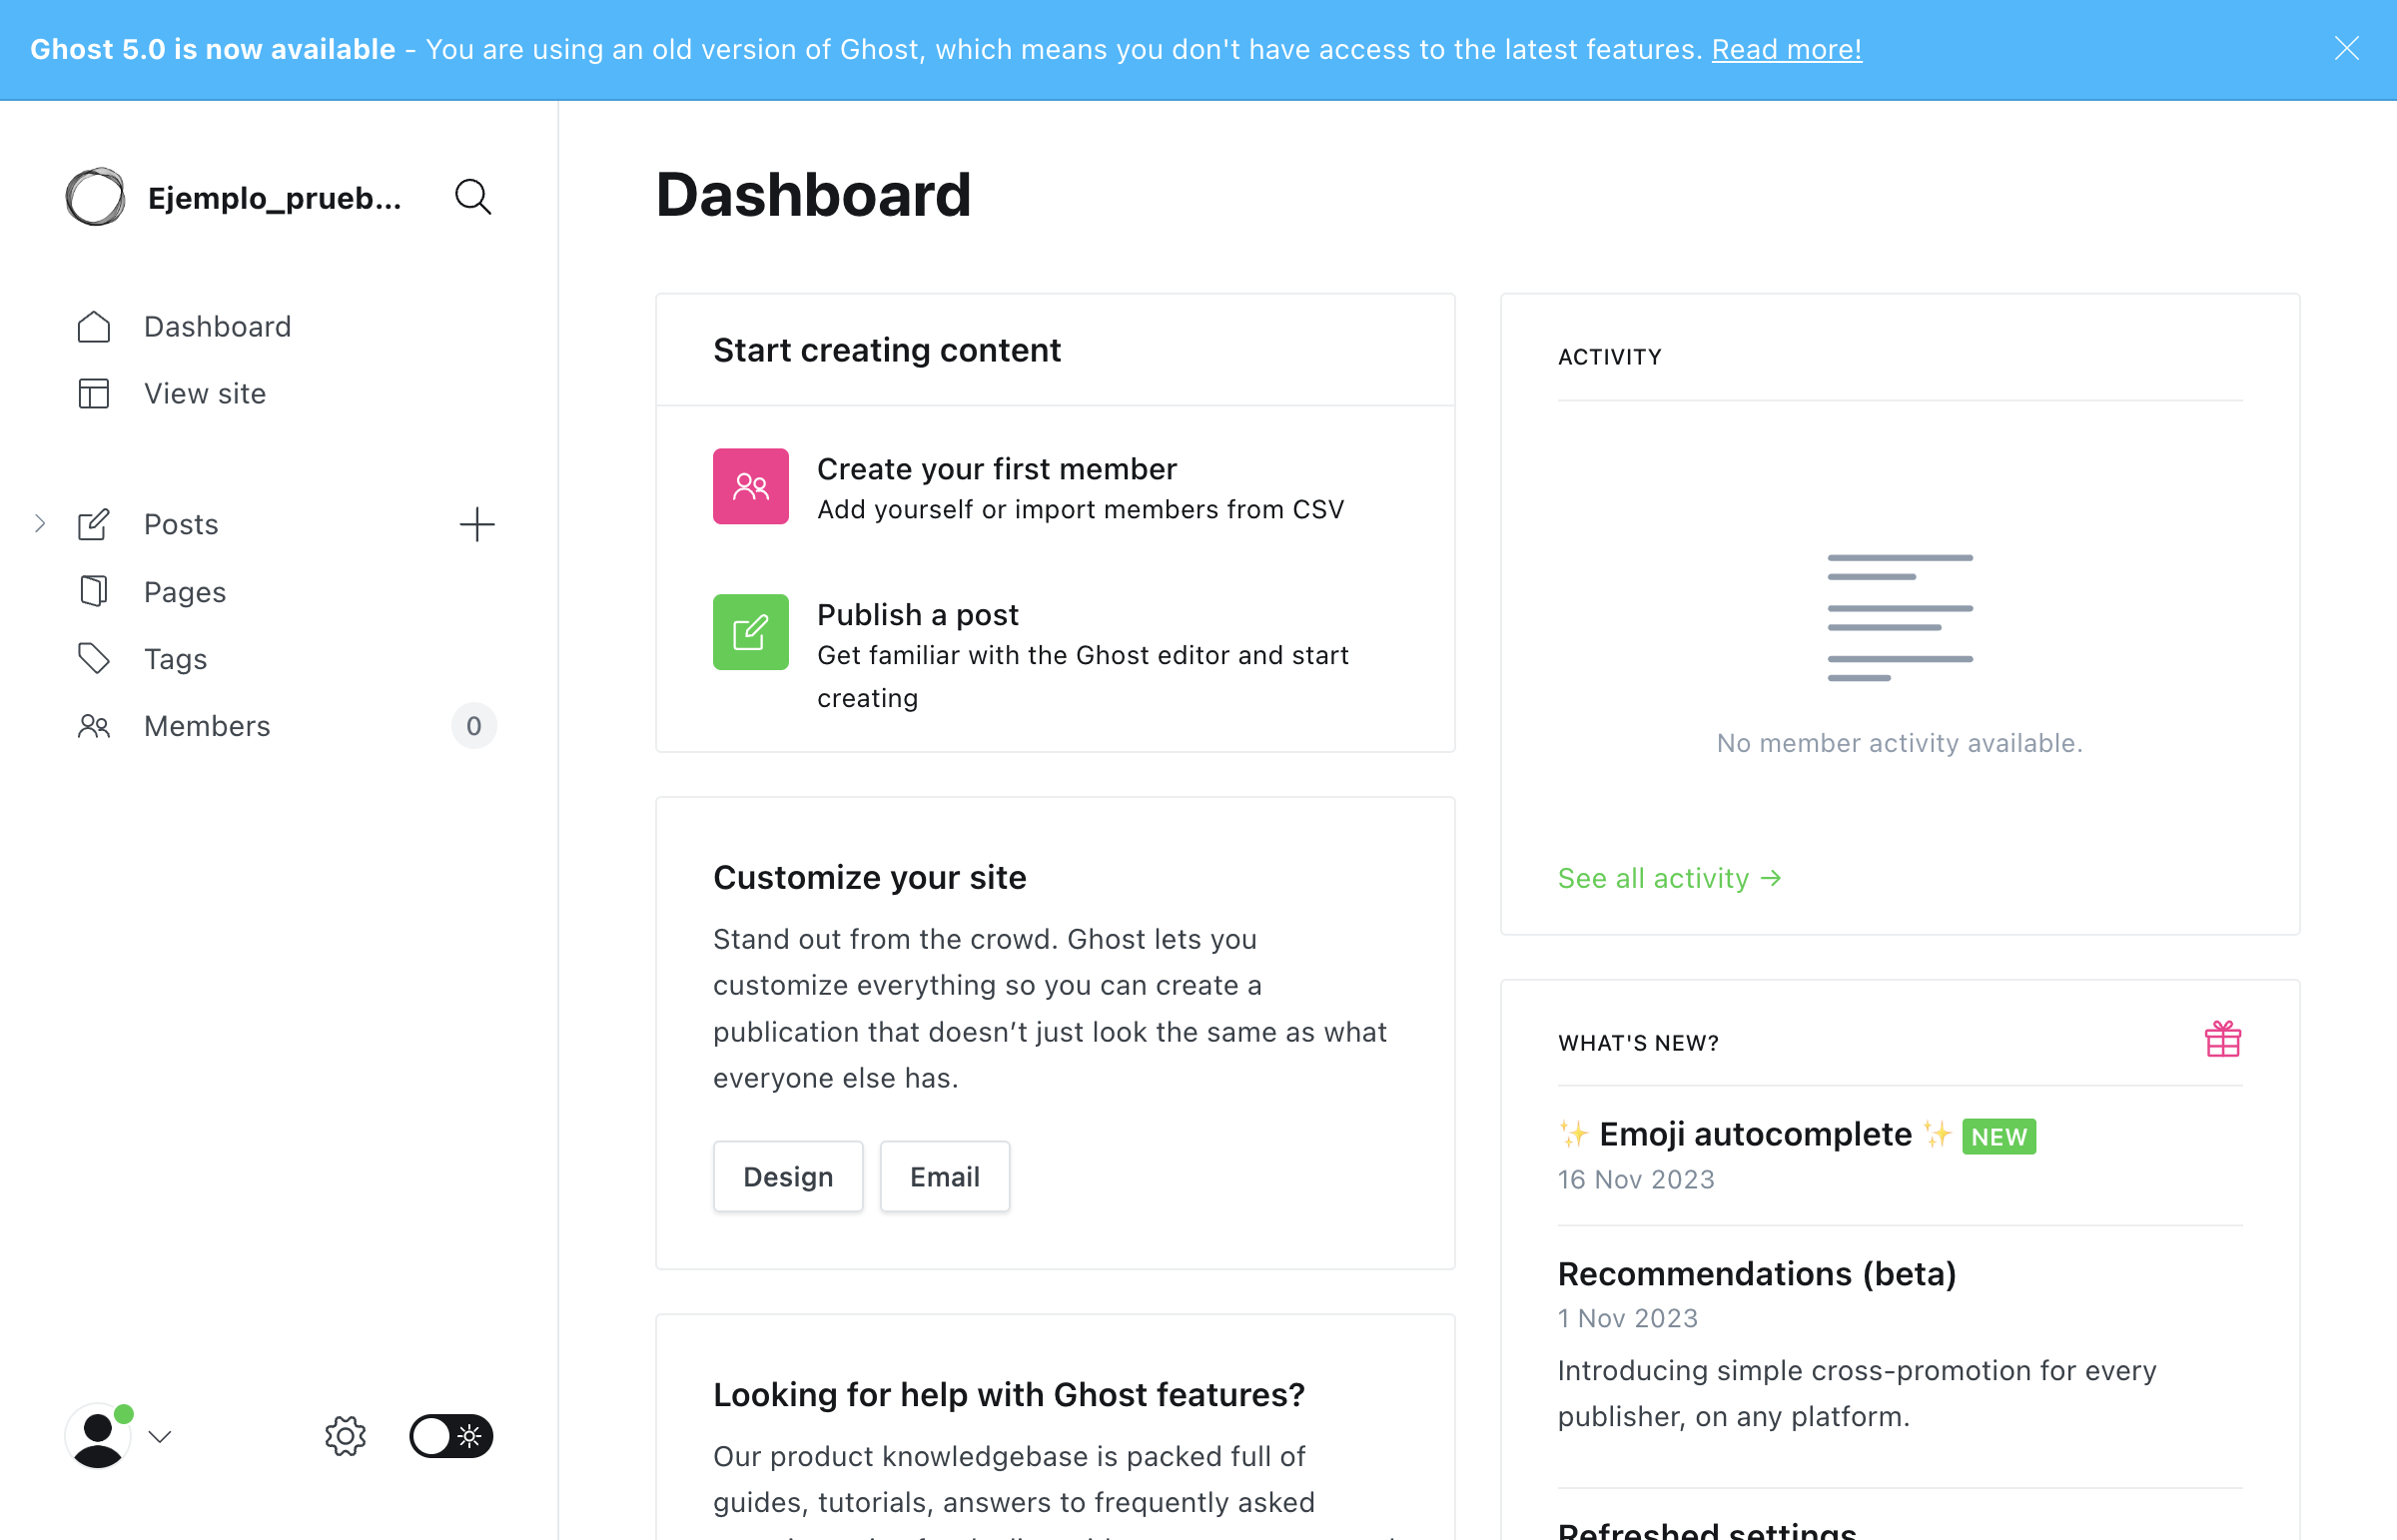 Ghost 5.0 is now available - You are using an old version of Ghost, which means you don't have access to the latest features. Read more!
Ejemplo_prueb...
Dashboard
View site
Posts
Pages
Tags
Members
0
Dashboard
Start creating content
Create your first member
Add yourself or import members from CSV
Publish a post
Get familiar with the Ghost editor and start
creating
Customize your site
Stand out from the crowd. Ghost lets you
customize everything so you can create a
publication that doesn’t just look the same as what
everyone else has.
Design
Email
Looking for help with Ghost features?
Our product knowledgebase is packed full of
guides, tutorials, answers to frequently asked
ACTIVITY
No member activity available.
See all activity →
WHAT'S NEW?
✨ Emoji autocomplete ✨ NEW
16 Nov 2023
Recommendations (beta)
1 Nov 2023
Introducing simple cross-promotion for every
publisher, on any platform.
Refreshed settings